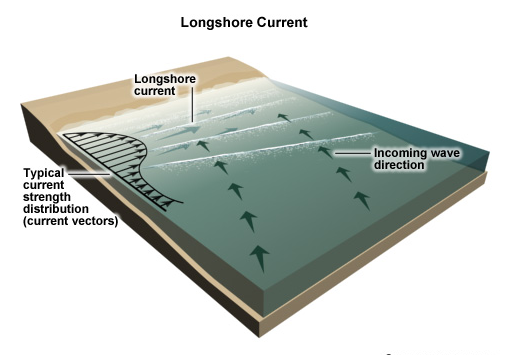 Longshore Current
Longshore
current
Incoming wave
direction
Typical
current
strength
distribution
(current vectors)